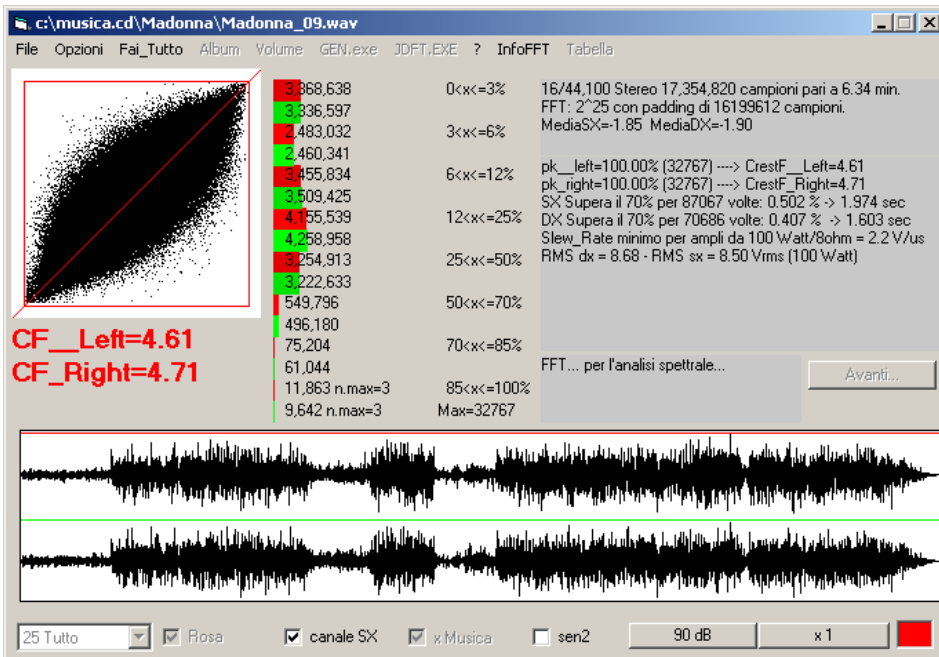 c:\musica.cd\Madonna\Madonna_09.wav
File Opzioni Fai_Tutto Album Volume GEN.exe JDFT.EXE ? InfoFFT Tabella
3,368,638 0<x<=3%
3,336,597
2,483,032 3<x<=6%
2,460,341
3,455,834 6<x<=12%
3,509,425
4,155,539 12<x<=25%
4,258,958
3,254,913 25<x<=50%
3,222,633
549,796 50<x<=70%
496,180
75,204 70<x<=85%
61,044
11,863 n.max=3 85<x<=100%
9,642 n.max=3 Max=32767
16/44,100 Stereo 17,354,820 campioni pari a 6.34 min.
FFT: 2^25 con padding di 16199612 campioni.
MediaSX=-1.85 MediaDX=-1.90
pk__left=100.00% (32767) ----> CrestF__Left=4.61
pk_right=100.00% (32767) ----> CrestF_Right=4.71
SX Supera il 70% per 87067 volte: 0.502 % -> 1.974 sec
DX Supera il 70% per 70686 volte: 0.407 % -> 1.603 sec
Slew_Rate minimo per ampli da 100 Watt/8ohm = 2.2 V/us
RMS dx = 8.68 - RMS sx = 8.50 Vrms (100 Watt)
CF__Left=4.61
CF_Right=4.71
FFT... per l'analisi spettrale...
Avanti...
25 Tutto Rosa canale SX x Musica sen2 90 dB x 1